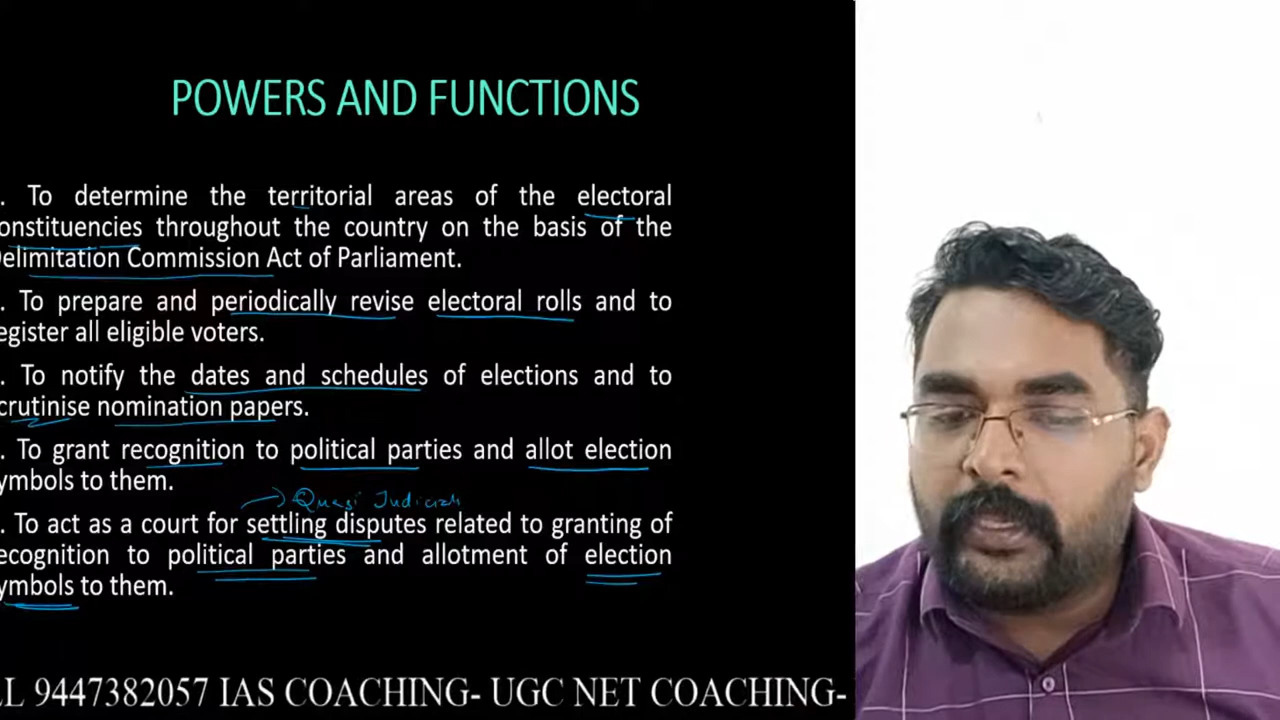 POWERS AND FUNCTIONS
. To determine the territorial areas of the electoral
onstituencies throughout the country on the basis of the
elimitation Commission Act of Parliament.
. To prepare and periodically revise electoral rolls and to
egister all eligible voters.
. To notify the dates and schedules of elections and to
crutinise nomination papers.
. To grant recognition to political parties and allot election
ymbols to them.
Quasi Judicial
. To act as a court for settling disputes related to granting of
ecognition to political parties and allotment of election
ymbols to them.
LL 9447382057 IAS COACHING- UGC NET COACHING-